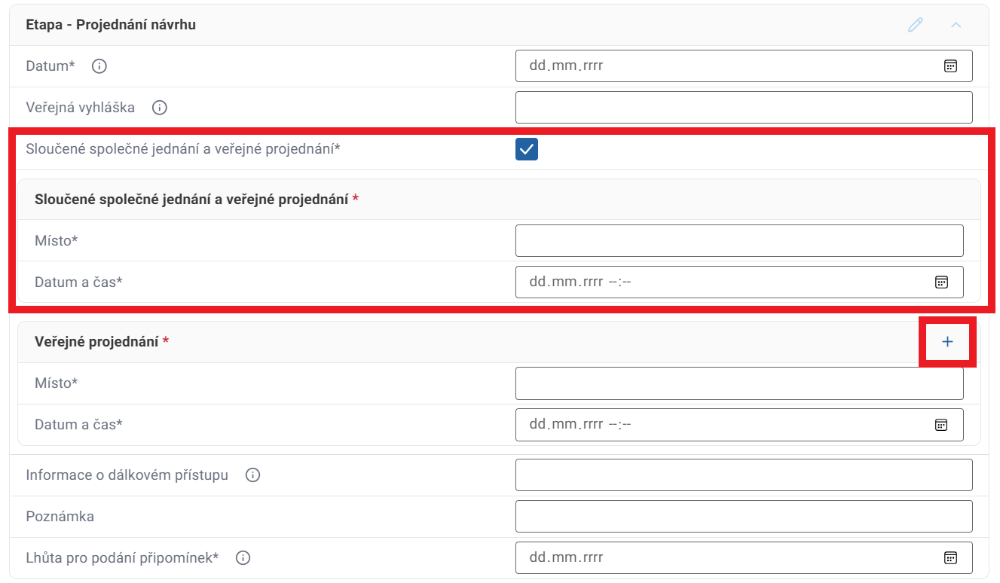 Etapa - Projednání návrhu
Datum*
dd.mm.rrrr
Veřejná vyhláška
Sloučené společné jednání a veřejné projednání*
Sloučené společné jednání a veřejné projednání *
Místo*
Datum a čas*
dd.mm.rrrr --:--
Veřejné projednání *
Místo*
Datum a čas*
dd.mm.rrrr --:--
Informace o dálkovém přístupu
Poznámka
Lhůta pro podání připomínek*
dd.mm.rrrr